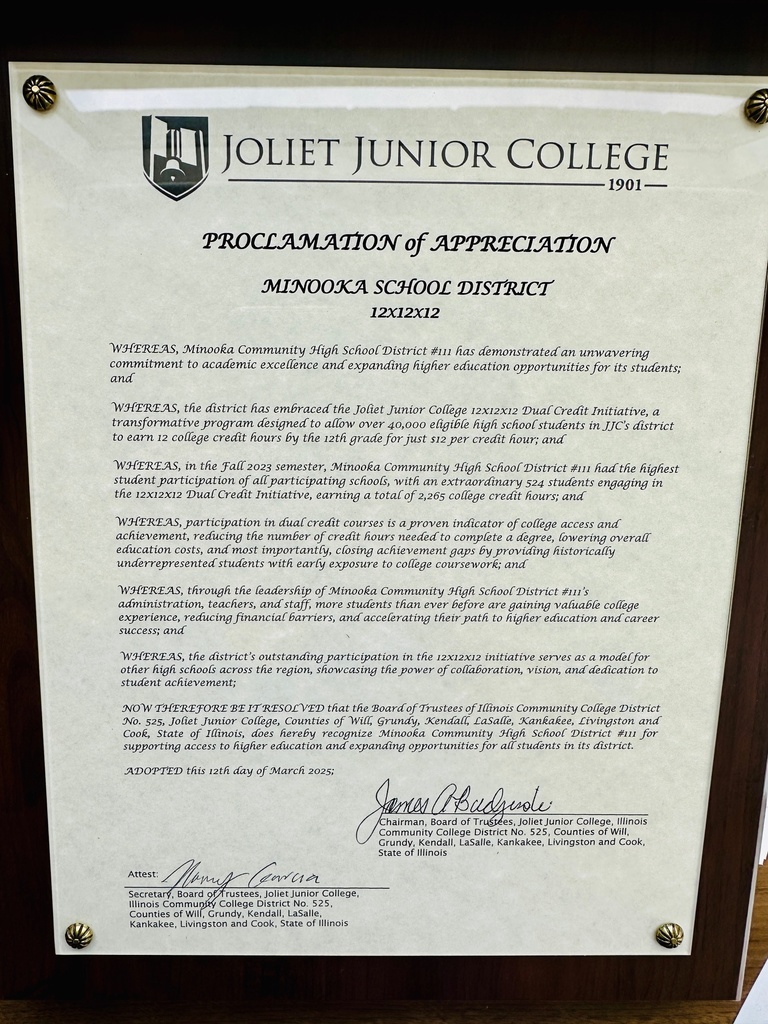 JOLIET JUNIOR COLLEGE
1901
PROCLAMATION of APPRECIATION
MINOOKA SCHOOL DISTRICT
12X12X12
WHEREAS, Minooka Community High School District #111 has demonstrated an unwavering
commitment to academic excellence and expanding higher education opportunities for its students;
and
WHEREAS, the district has embraced the Joliet Junior College 12x12x12 Dual Credit Initiative, a
transformative program designed to allow over 40,000 eligible high school students in JJC's district
to earn 12 college credit hours by the 12th grade for just $12 per credit hour; and
WHEREAS, in the Fall 2023 semester, Minooka Community High School District #111 had the highest
student participation of all participating schools, with an extraordinary 524 students engaging in
the 12x12x12 Dual Credit Initiative, earning a total of 2,265 college credit hours; and
WHEREAS, participation in dual credit courses is a proven indicator of college access and
achievement, reducing the number of credit hours needed to complete a degree, lowering overall
education costs, and most importantly, closing achievement gaps by providing historically
underrepresented students with early exposure to college coursework; and
WHEREAS, through the leadership of Minooka Community High School District #111's
administration, teachers, and staff, more students than ever before are gaining valuable college
experience, reducing financial barriers, and accelerating their path to higher education and career
success; and
WHEREAS, the district's outstanding participation in the 12x12x12 initiative serves as a model for
other high schools across the region, showcasing the power of collaboration, vision, and dedication to
student achievement;
NOW THEREFORE BE IT RESOLVED that the Board of Trustees of Illinois Community College District
No. 525, Joliet Junior College, Counties of Will, Grundy, Kendall, LaSalle, Kankakee, Livingston and
Cook, State of Illinois, does hereby recognize Minooka Community High School District #111 for
supporting access to higher education and expanding opportunities for all students in its district.
ADOPTED this 12th day of March 2025;
James
Chairman, Board of Trustees, Joliet Junior College, Illinois
Community College District No. 525, Counties of Will,
Grundy, Kendall, LaSalle, Kankakee, Livingston and Cook,
State of Illinois
Attest: Garcia
Secretary, Board of Trustees, Joliet Junior College,
Illinois Community College District No. 525,
Counties of Will, Grundy, Kendall, LaSalle,
Kankakee, Livingston and Cook, State of Illinois